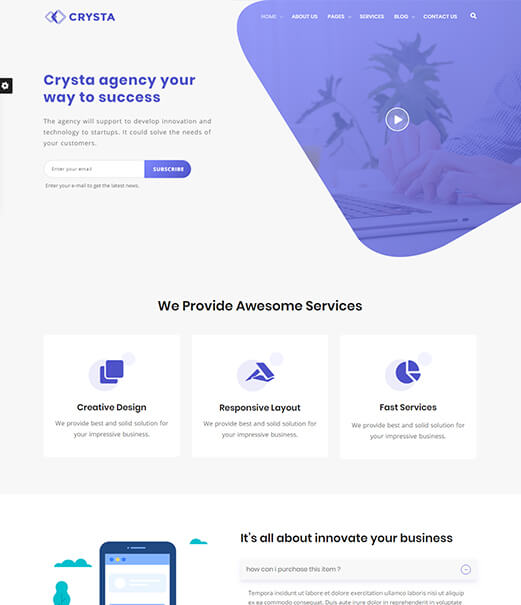 CRYSTA
HOME ABOUT US PAGES SERVICES BLOG CONTACT US
Crysta agency your
way to success
The agency will support to develop innovation and
technology to startups. It could solve the needs of
your customers.
Enter your email SUBSCRIBE
Enter your e-mail to get the latest news.
We Provide Awesome Services
Creative Design
We provide best and solid solution for
your impressive business.
Responsive Layout
We provide best and solid solution for
your impressive business.
Fast Services
We provide best and solid solution for
your impressive business.
It's all about innovate your business
how can i purchase this item ?
Tempora incidunt ut labore et dolore exercitation ullamco laboris nisi ut aliquip
ex ea commodo consequat. Duis aute irure dolor in reprehenderit in voluptate